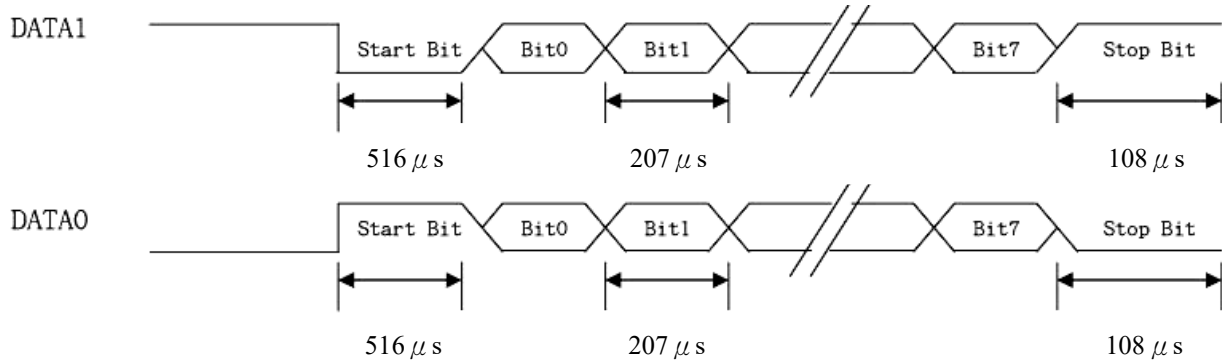 DATA1
Start Bit Bit0 Bit1 Bit7 Stop Bit
516 μs 207 μs 108 μs
DATA0
Start Bit Bit0 Bit1 Bit7 Stop Bit
516 μs 207 μs 108 μs